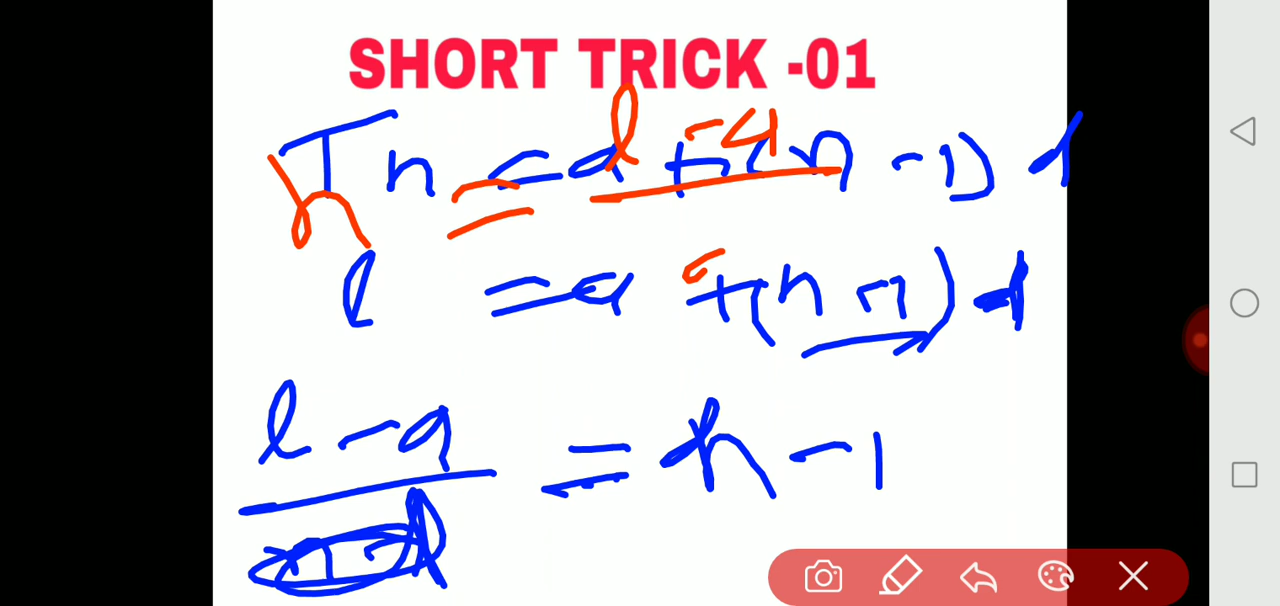 SHORT TRICK -01
Tn = a + (n - 1) d
n = l - a
l = a + (n - 1) d
l - a
d
= n - 1